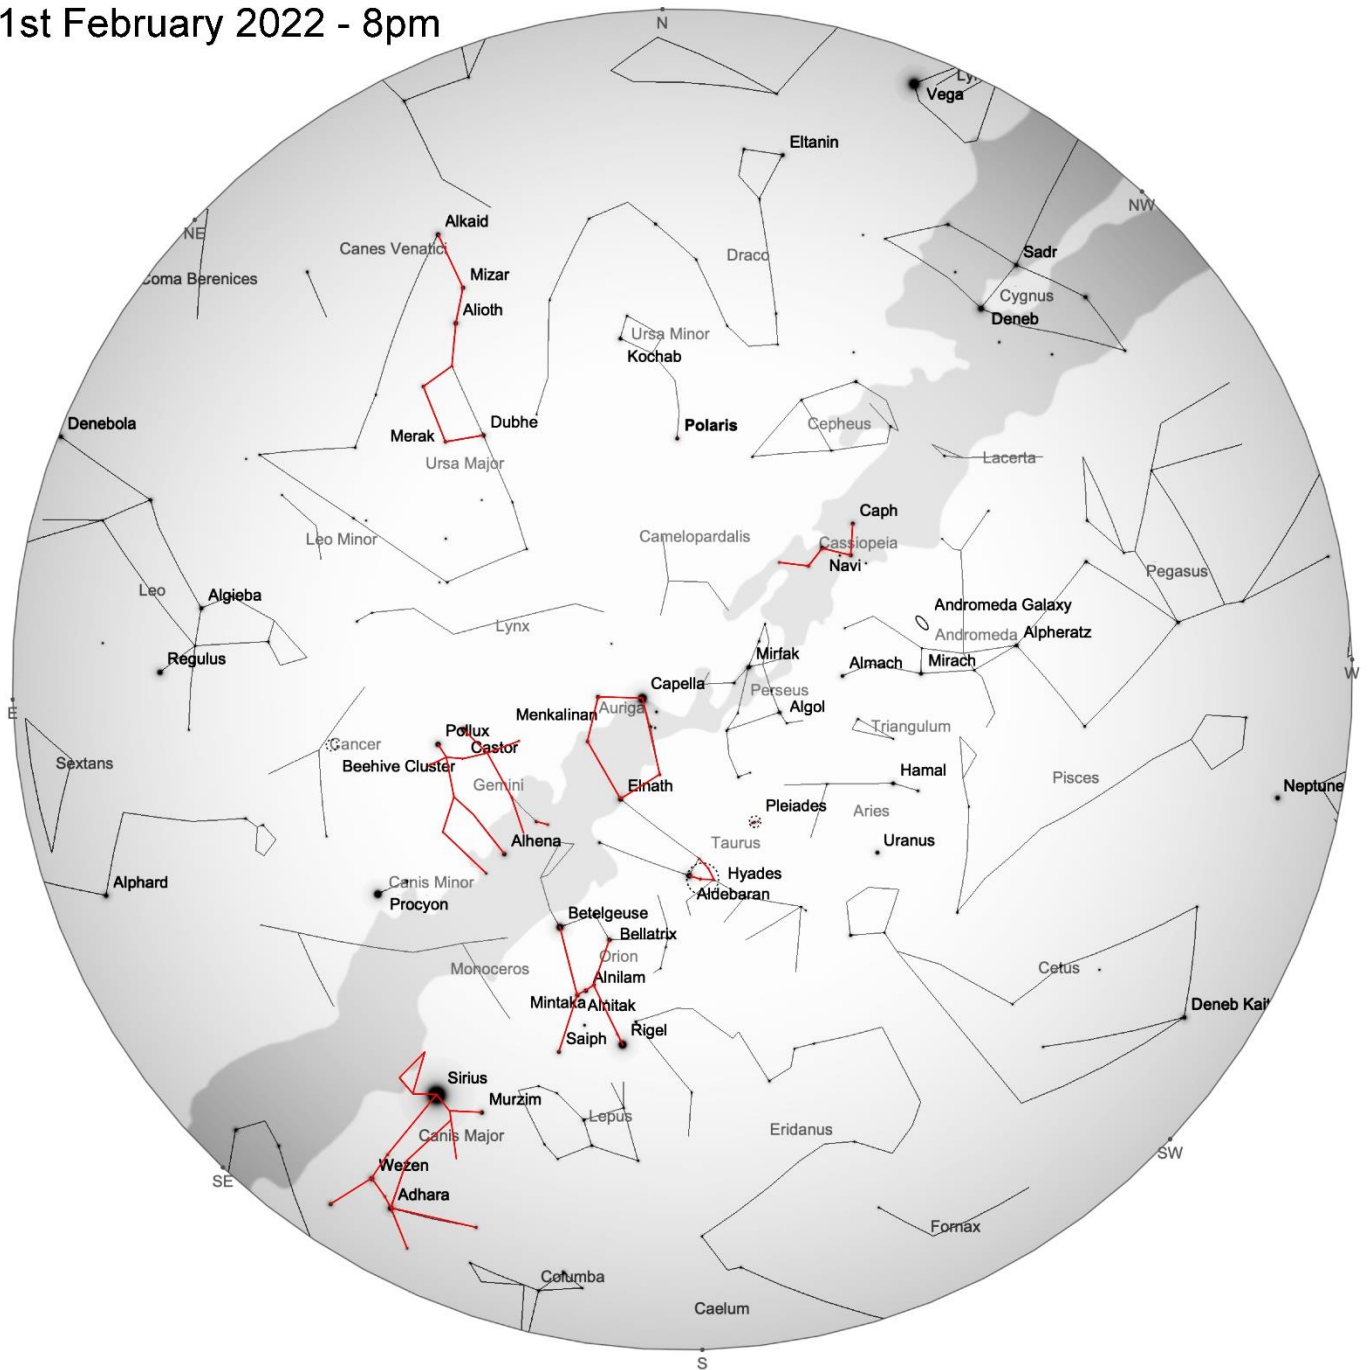 1st February 2022 - 8pm
N
Vega
Eltanin
NW
Alkaid
NE
Canes Venatici
Sadr
Draco
Mizar
Coma Berenices
Cygnus
Alioth
Deneb
Ursa Minor
Kochab
Denebola
Dubhe
Polaris
Cepheus
Merak
Ursa Major
Lacerta
Caph
Leo Minor
Camelopardalis
Cassiopeia
Navi
Pegasus
Leo
Algieba
Andromeda Galaxy
Lynx
Andromeda
Alpheratz
Regulus
Mirfak
Almach
Mirach
W
Capella
Perseus
Auriga
Algol
E
Menkalinan
Triangulum
Pollux
Cancer
Castor
Sextans
Beehive Cluster
Hamal
Pisces
Gemini
Elnath
Neptune
Pleiades
Aries
Alhena
Taurus
Uranus
Alphard
Canis Minor
Hyades
Aldebaran
Procyon
Betelgeuse
Bellatrix
Orion
Monoceros
Cetus
Alnilam
Mintaka
Alnitak
Deneb Kait
Rigel
Saiph
Sirius
Murzim
Lepus
Canis Major
Eridanus
SW
Wezen
SE
Adhara
Fornax
Columba
Caelum
S